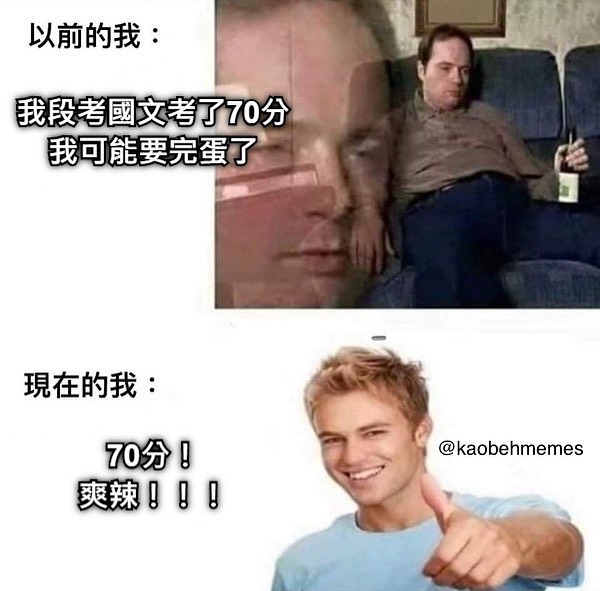 以前的我：
我段考國文考了70分
我可能要完蛋了
現在的我：
@kaobehmemes
70分！
爽辣！！！